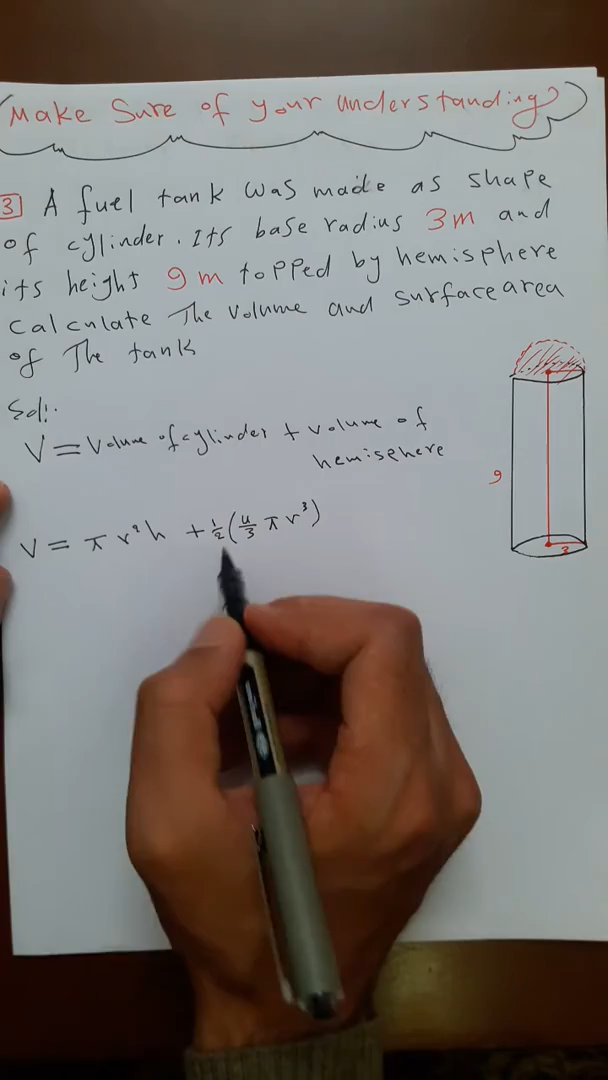 Make Sure of your understanding
3 A fuel tank was made as shape
of cylinder. Its base radius 3m and
its height 9m topped by hemisphere
calculate The volume and surface area
of The tank
Sol:.
V = Volume of cylinder + volume of
hemisehere
V = π r² h + 1/2 (4/3 π r³)
9
3